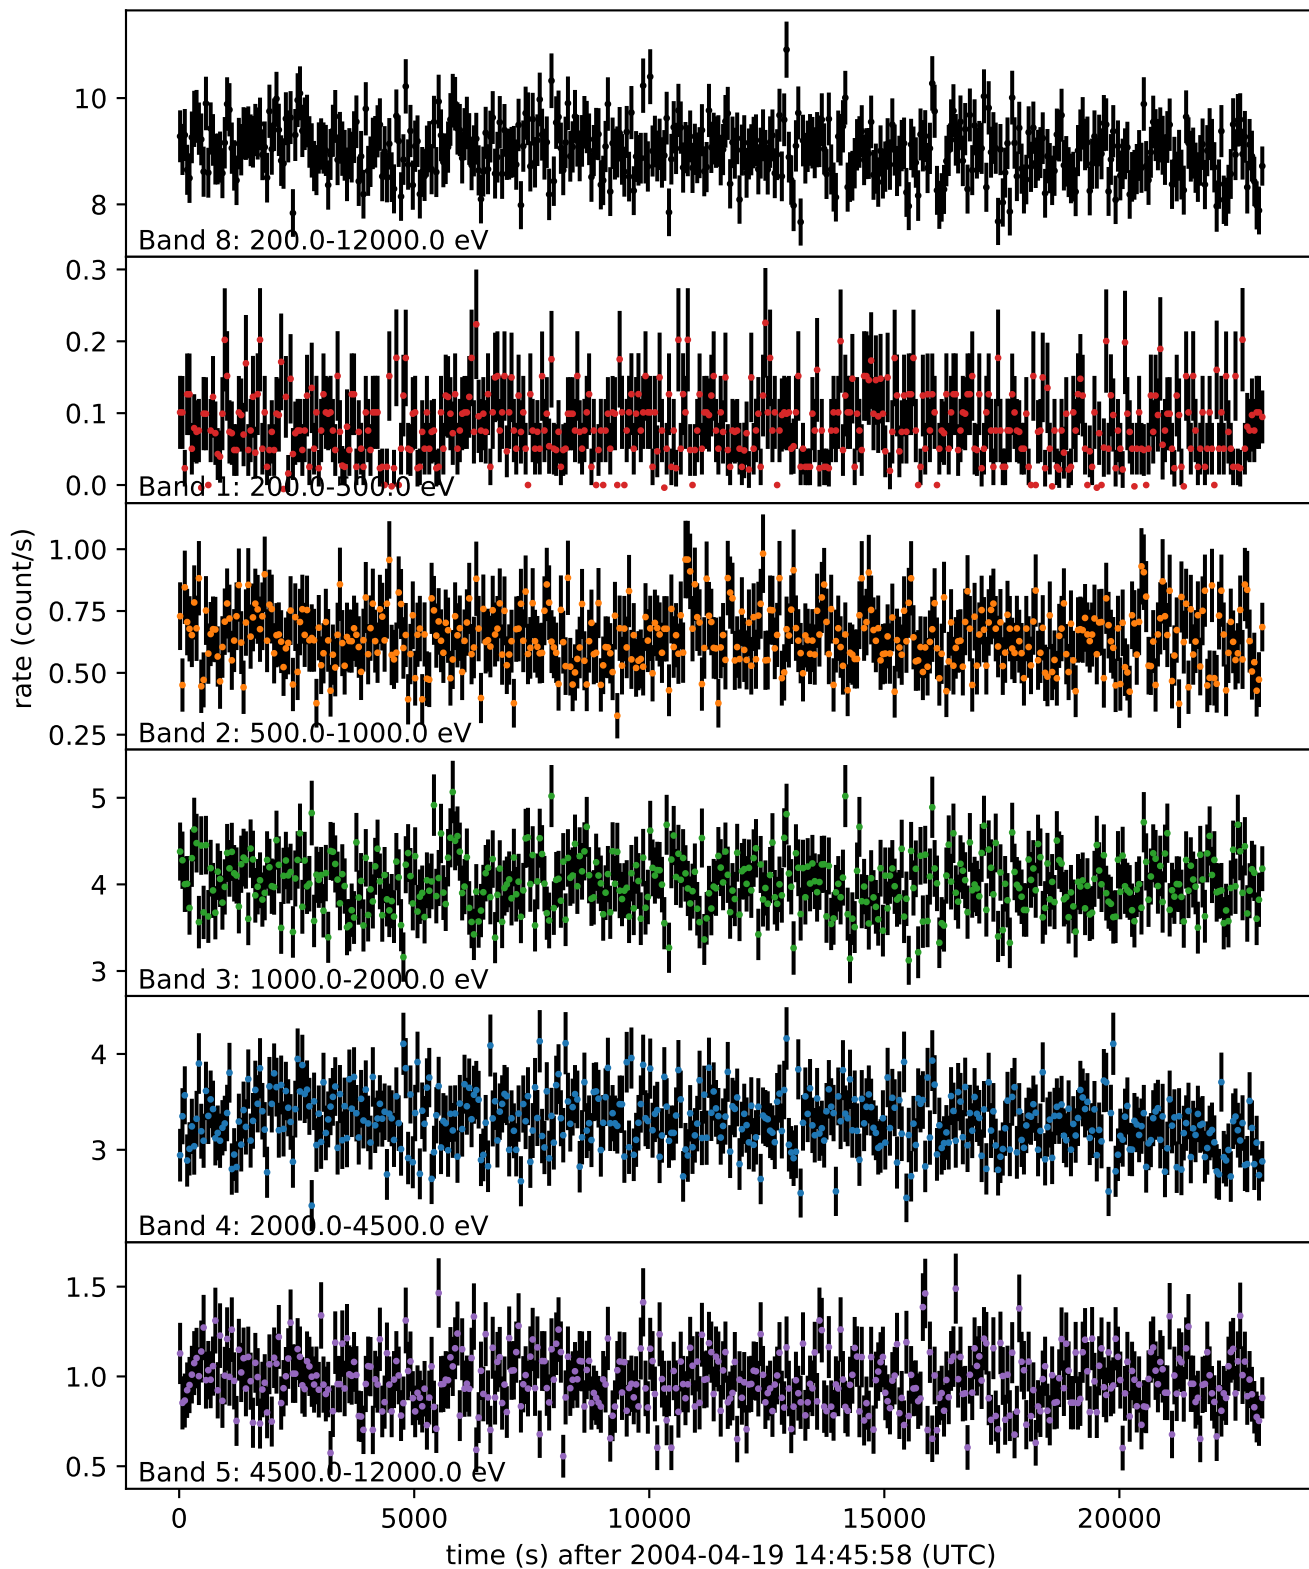 10
8
Band 8: 200.0-12000.0 eV
0.3
0.2
0.1
0.0
Band 1: 200.0-500.0 eV
rate (count/s)
1.00
0.75
0.50
0.25
Band 2: 500.0-1000.0 eV
5
4
3
Band 3: 1000.0-2000.0 eV
4
3
Band 4: 2000.0-4500.0 eV
1.5
1.0
0.5
Band 5: 4500.0-12000.0 eV
0 5000 10000 15000 20000
time (s) after 2004-04-19 14:45:58 (UTC)